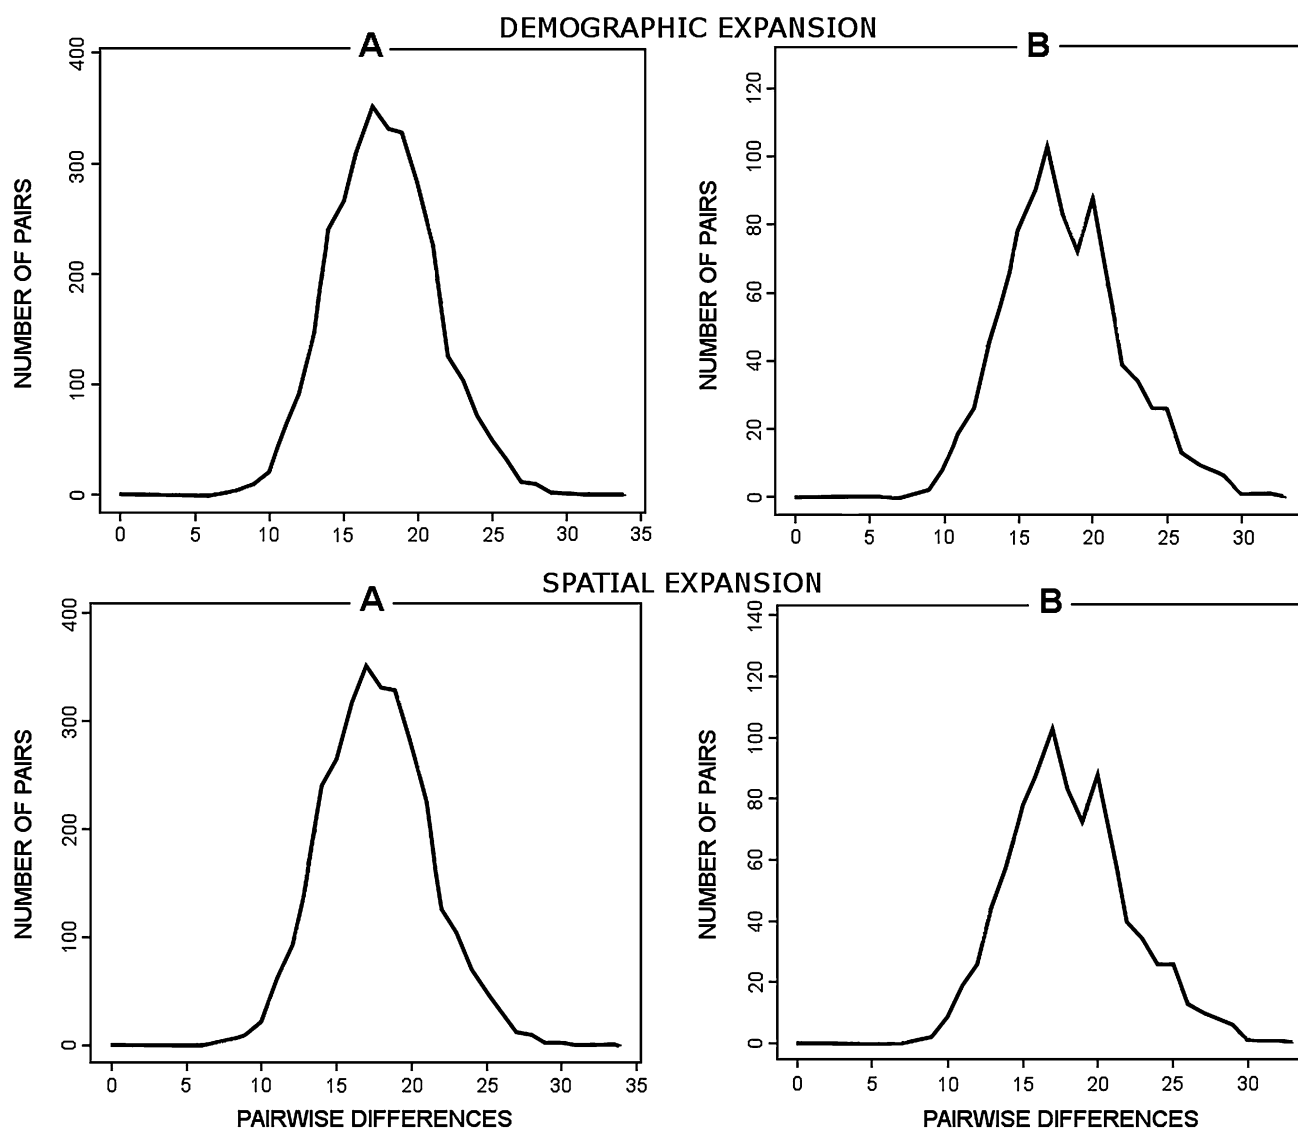 DEMOGRAPHIC EXPANSION
A
B
NUMBER OF PAIRS
400
300
200
100
0
0 5 10 15 20 25 30 35
NUMBER OF PAIRS
120
100
80
60
40
20
0
0 5 10 15 20 25 30
SPATIAL EXPANSION
A
B
NUMBER OF PAIRS
400
300
200
100
0
0 5 10 15 20 25 30 35
PAIRWISE DIFFERENCES
NUMBER OF PAIRS
140
120
100
80
60
40
20
0
0 5 10 15 20 25 30
PAIRWISE DIFFERENCES